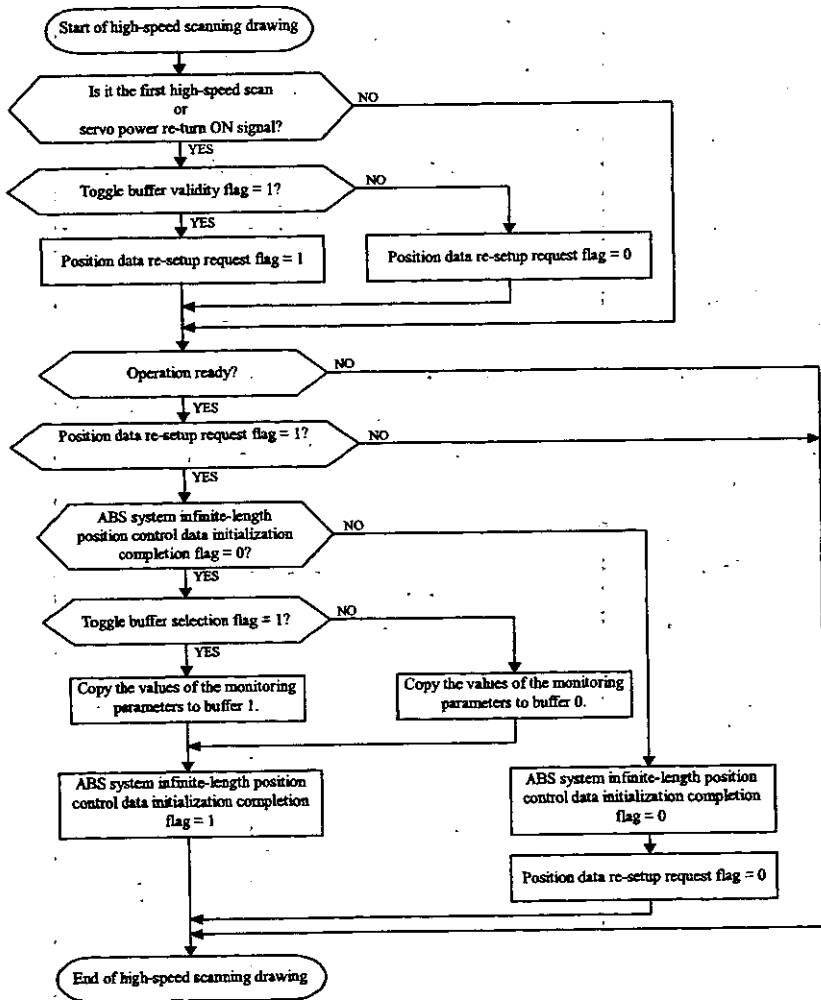 Start of high-speed scanning drawing
Is it the first high-speed scan
or
servo power re-turn ON signal?
NO
YES
Toggle buffer validity flag = 1?
NO
YES
Position data re-setup request flag = 1
Position data re-setup request flag = 0
Operation ready?
NO
YES
Position data re-setup request flag = 1?
NO
YES
ABS system infinite-length
position control data initialization
completion flag = 0?
NO
YES
Toggle buffer selection flag = 1?
NO
YES
Copy the values of the monitoring
parameters to buffer 1.
Copy the values of the monitoring
parameters to buffer 0.
ABS system infinite-length position
control data initialization completion
flag = 1
ABS system infinite-length position
control data initialization completion
flag = 0
Position data re-setup request flag = 0
End of high-speed scanning drawing